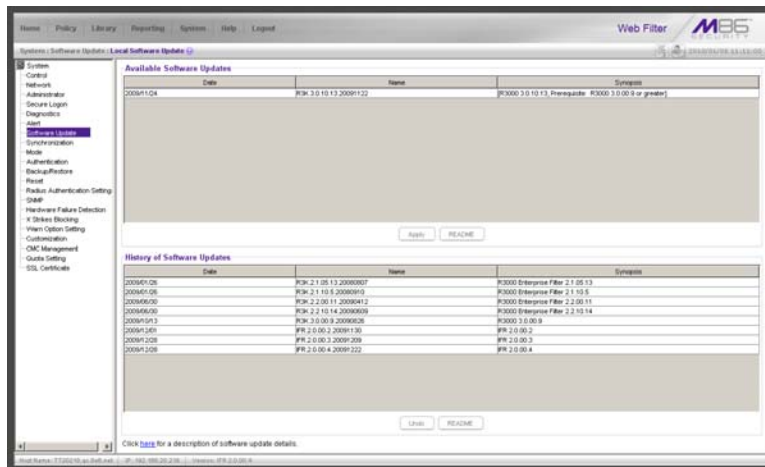 Home Policy Library Reporting System Help Logout
Web Filter M86 SECURITY
System : Software Update : Local Software Update
System
Control
Network
Administrator
Secure Logon
Diagnostics
Alert
Software Update
Synchronization
Mode
Authentication
Backup/Restore
Reset
Radius Authentication Setting
SNMP
Hardware Failure Detection
X Strikes Blocking
Warn Option Setting
Customization
CMC Management
Quota Setting
SSL Certificate
Available Software Updates
Date Name Synopsis
2009/11/24 R3K.3.0.10.13.20091122 [R3000 3.0.10.13, Prerequisite: R3000 3.0.00.9 or greater]
Apply README
History of Software Updates
Date Name Synopsis
2009/01/26 R3K.2.1.05.13.20080807 R3000 Enterprise Filter 2.1.05.13
2009/01/26 R3K.2.1.10.5.20080910 R3000 Enterprise Filter 2.1.10.5
2009/06/30 R3K.2.2.00.11.20090412 R3000 Enterprise Filter 2.2.00.11
2009/06/30 R3K.2.2.10.14.20090609 R3000 Enterprise Filter 2.2.10.14
2009/10/13 R3K.3.0.00.9.20090826 R3000 3.0.00.9
2009/12/01 IFR.2.0.00.2.20091130 IFR 2.0.00.2
2009/12/28 IFR.2.0.00.3.20091209 IFR 2.0.00.3
2009/12/28 IFR.2.0.00.4.20091222 IFR 2.0.00.4
Undo README
Click here for a description of software update details.
Host Name: Version: IFR 2.0.00.4